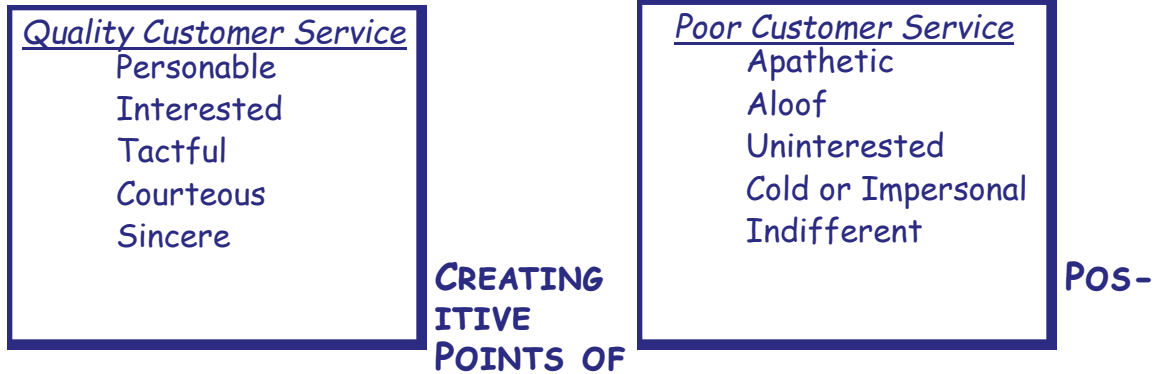 Quality Customer Service
Personable
Interested
Tactful
Courteous
Sincere
Poor Customer Service
Apathetic
Aloof
Uninterested
Cold or Impersonal
Indifferent
CREATING POS-
ITIVE
POINTS OF